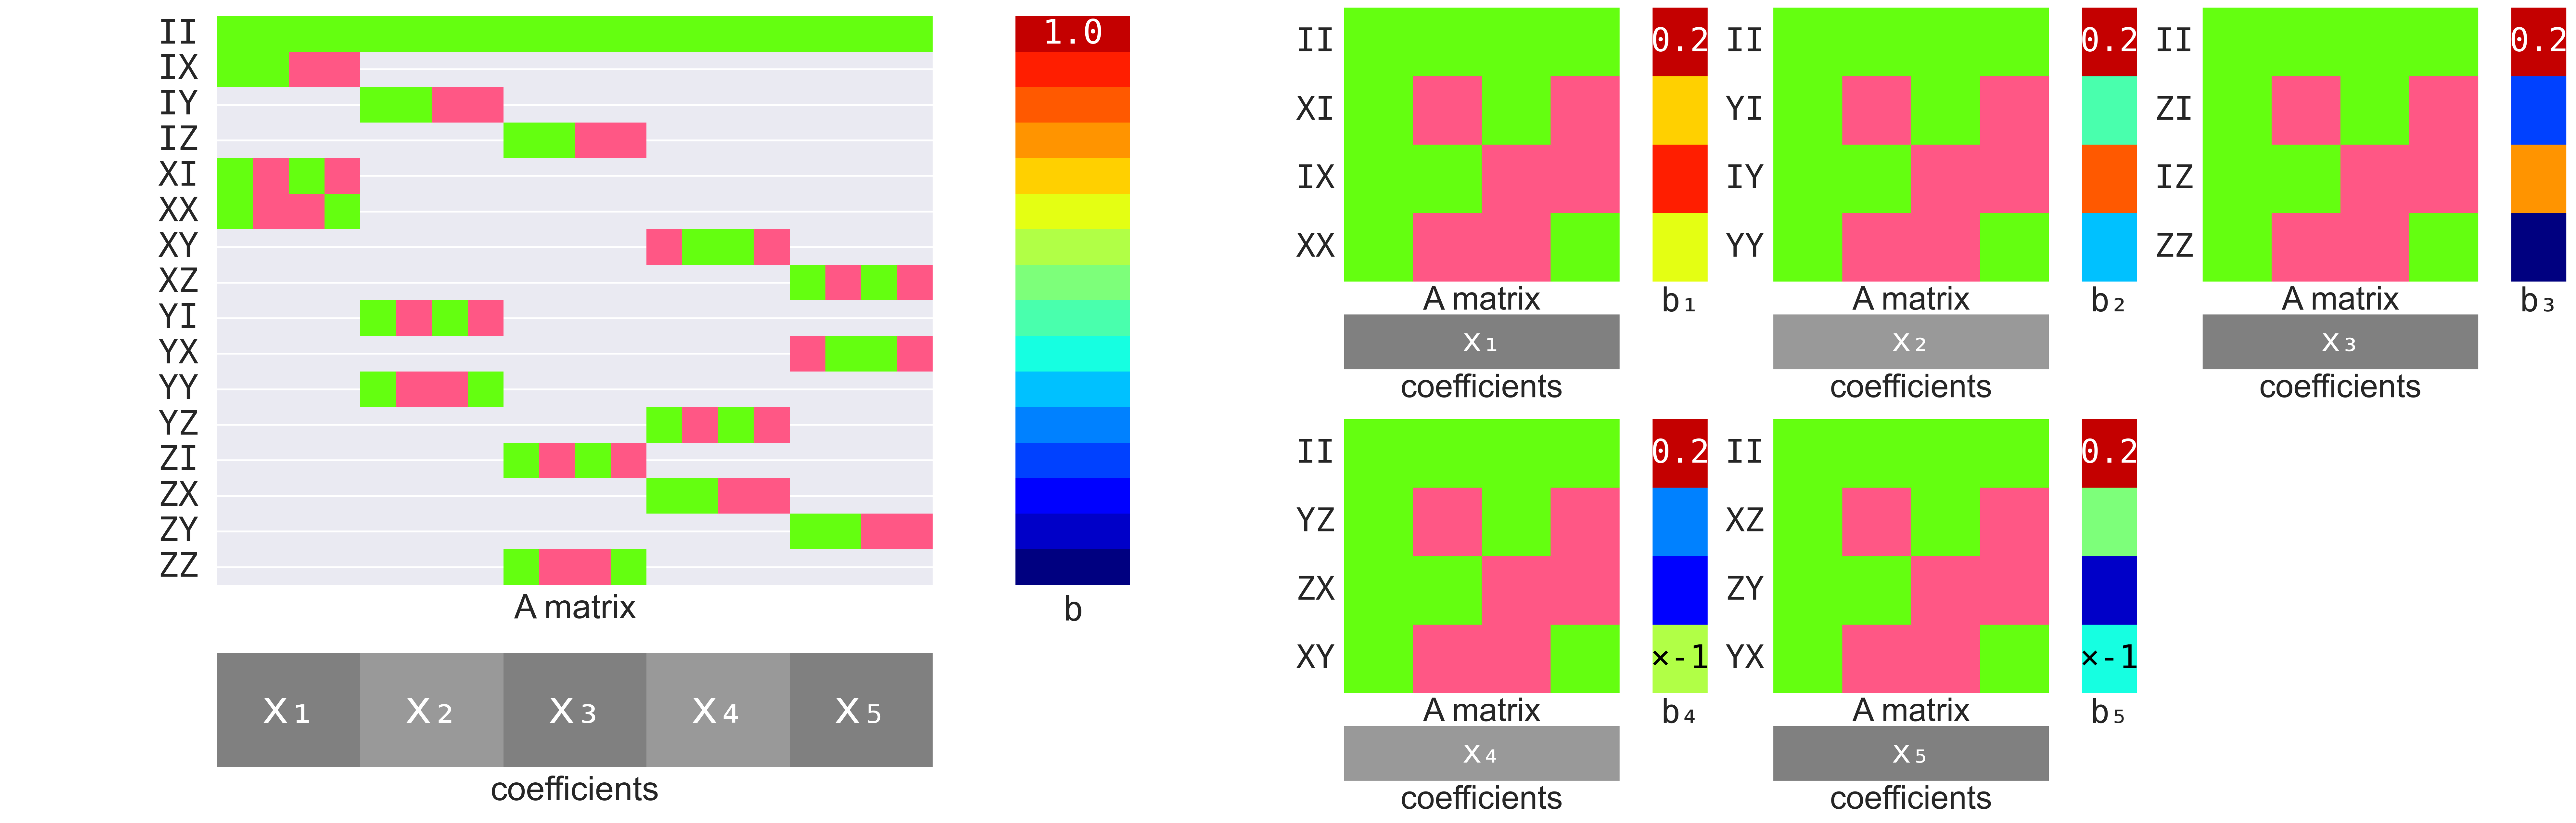 II
1.0
IX
IY
IZ
XI
XX
XY
XZ
YI
YX
YY
YZ
ZI
ZX
ZY
ZZ
A matrix
b
x₁ x₂ x₃ x₄ x₅
coefficients
II 0.2 II 0.2 II 0.2
XI YI ZI
IX IY IZ
XX YY ZZ
A matrix b₁ A matrix b₂ A matrix b₃
x₁ x₂ x₃
coefficients coefficients coefficients
II 0.2 II 0.2
YZ XZ
ZX ZY
XY ×-1 YX ×-1
A matrix b₄ A matrix b₅
x₄ x₅
coefficients coefficients